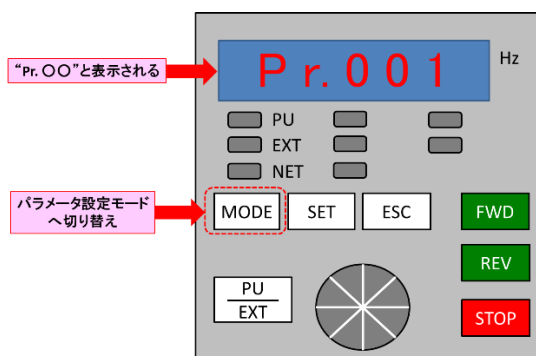 “Pr.〇〇”と表示される
Pr.001
Hz
PU
EXT
NET
パラメータ設定モード
へ切り替え
MODE
SET
ESC
FWD
REV
PU
EXT
STOP